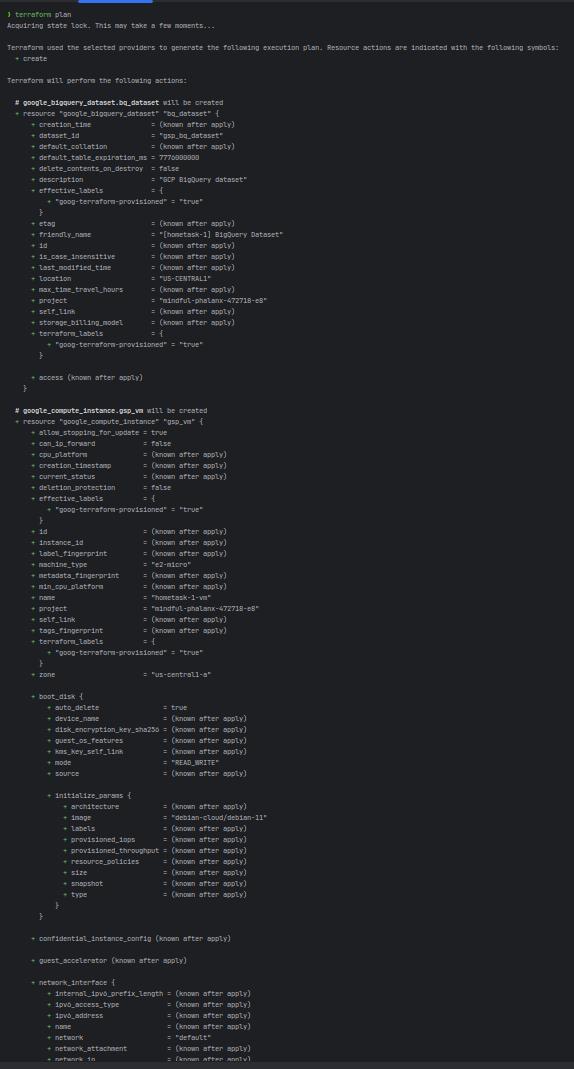 ❯ terraform plan
Acquiring state lock. This may take a few moments...

Terraform used the selected providers to generate the following execution plan. Resource actions are indicated with the following symbols:
  + create

Terraform will perform the following actions:

  # google_bigquery_dataset.bq_dataset will be created
  + resource "google_bigquery_dataset" "bq_dataset" {
      + creation_time               = (known after apply)
      + dataset_id                  = "gsp_bq_dataset"
      + default_collation           = (known after apply)
      + default_table_expiration_ms = 7776000000
      + delete_contents_on_destroy  = false
      + description                 = "GCP BigQuery dataset"
      + effective_labels            = {
          + "goog-terraform-provisioned" = "true"
        }
      + etag                        = (known after apply)
      + friendly_name               = "[hometask-1] BigQuery Dataset"
      + id                          = (known after apply)
      + is_case_insensitive         = (known after apply)
      + last_modified_time          = (known after apply)
      + location                    = "US-CENTRAL1"
      + max_time_travel_hours       = (known after apply)
      + project                     = "mindful-phalanx-472718-e8"
      + self_link                   = (known after apply)
      + storage_billing_model       = (known after apply)
      + terraform_labels            = {
          + "goog-terraform-provisioned" = "true"
        }

      + access (known after apply)
    }

  # google_compute_instance.gsp_vm will be created
  + resource "google_compute_instance" "gsp_vm" {
      + allow_stopping_for_update = true
      + can_ip_forward            = false
      + cpu_platform              = (known after apply)
      + creation_timestamp        = (known after apply)
      + current_status            = (known after apply)
      + deletion_protection       = false
      + effective_labels          = {
          + "goog-terraform-provisioned" = "true"
        }
      + id                        = (known after apply)
      + instance_id               = (known after apply)
      + label_fingerprint         = (known after apply)
      + machine_type              = "e2-micro"
      + metadata_fingerprint      = (known after apply)
      + min_cpu_platform          = (known after apply)
      + name                      = "hometask-1-vm"
      + project                   = "mindful-phalanx-472718-e8"
      + self_link                 = (known after apply)
      + tags_fingerprint          = (known after apply)
      + terraform_labels          = {
          + "goog-terraform-provisioned" = "true"
        }
      + zone                      = "us-central1-a"

      + boot_disk {
          + auto_delete                = true
          + device_name                = (known after apply)
          + disk_encryption_key_sha256 = (known after apply)
          + guest_os_features          = (known after apply)
          + kms_key_self_link          = (known after apply)
          + mode                       = "READ_WRITE"
          + source                     = (known after apply)

          + initialize_params {
              + architecture           = (known after apply)
              + image                  = "debian-cloud/debian-11"
              + labels                 = (known after apply)
              + provisioned_iops       = (known after apply)
              + provisioned_throughput = (known after apply)
              + resource_policies      = (known after apply)
              + size                   = (known after apply)
              + snapshot               = (known after apply)
              + type                   = (known after apply)
            }
        }

      + confidential_instance_config (known after apply)

      + guest_accelerator (known after apply)

      + network_interface {
          + internal_ipv6_prefix_length = (known after apply)
          + ipv6_access_type            = (known after apply)
          + ipv6_address                = (known after apply)
          + name                        = (known after apply)
          + network                     = "default"
          + network_attachment          = (known after apply)
          + network_ip                  = (known after apply)